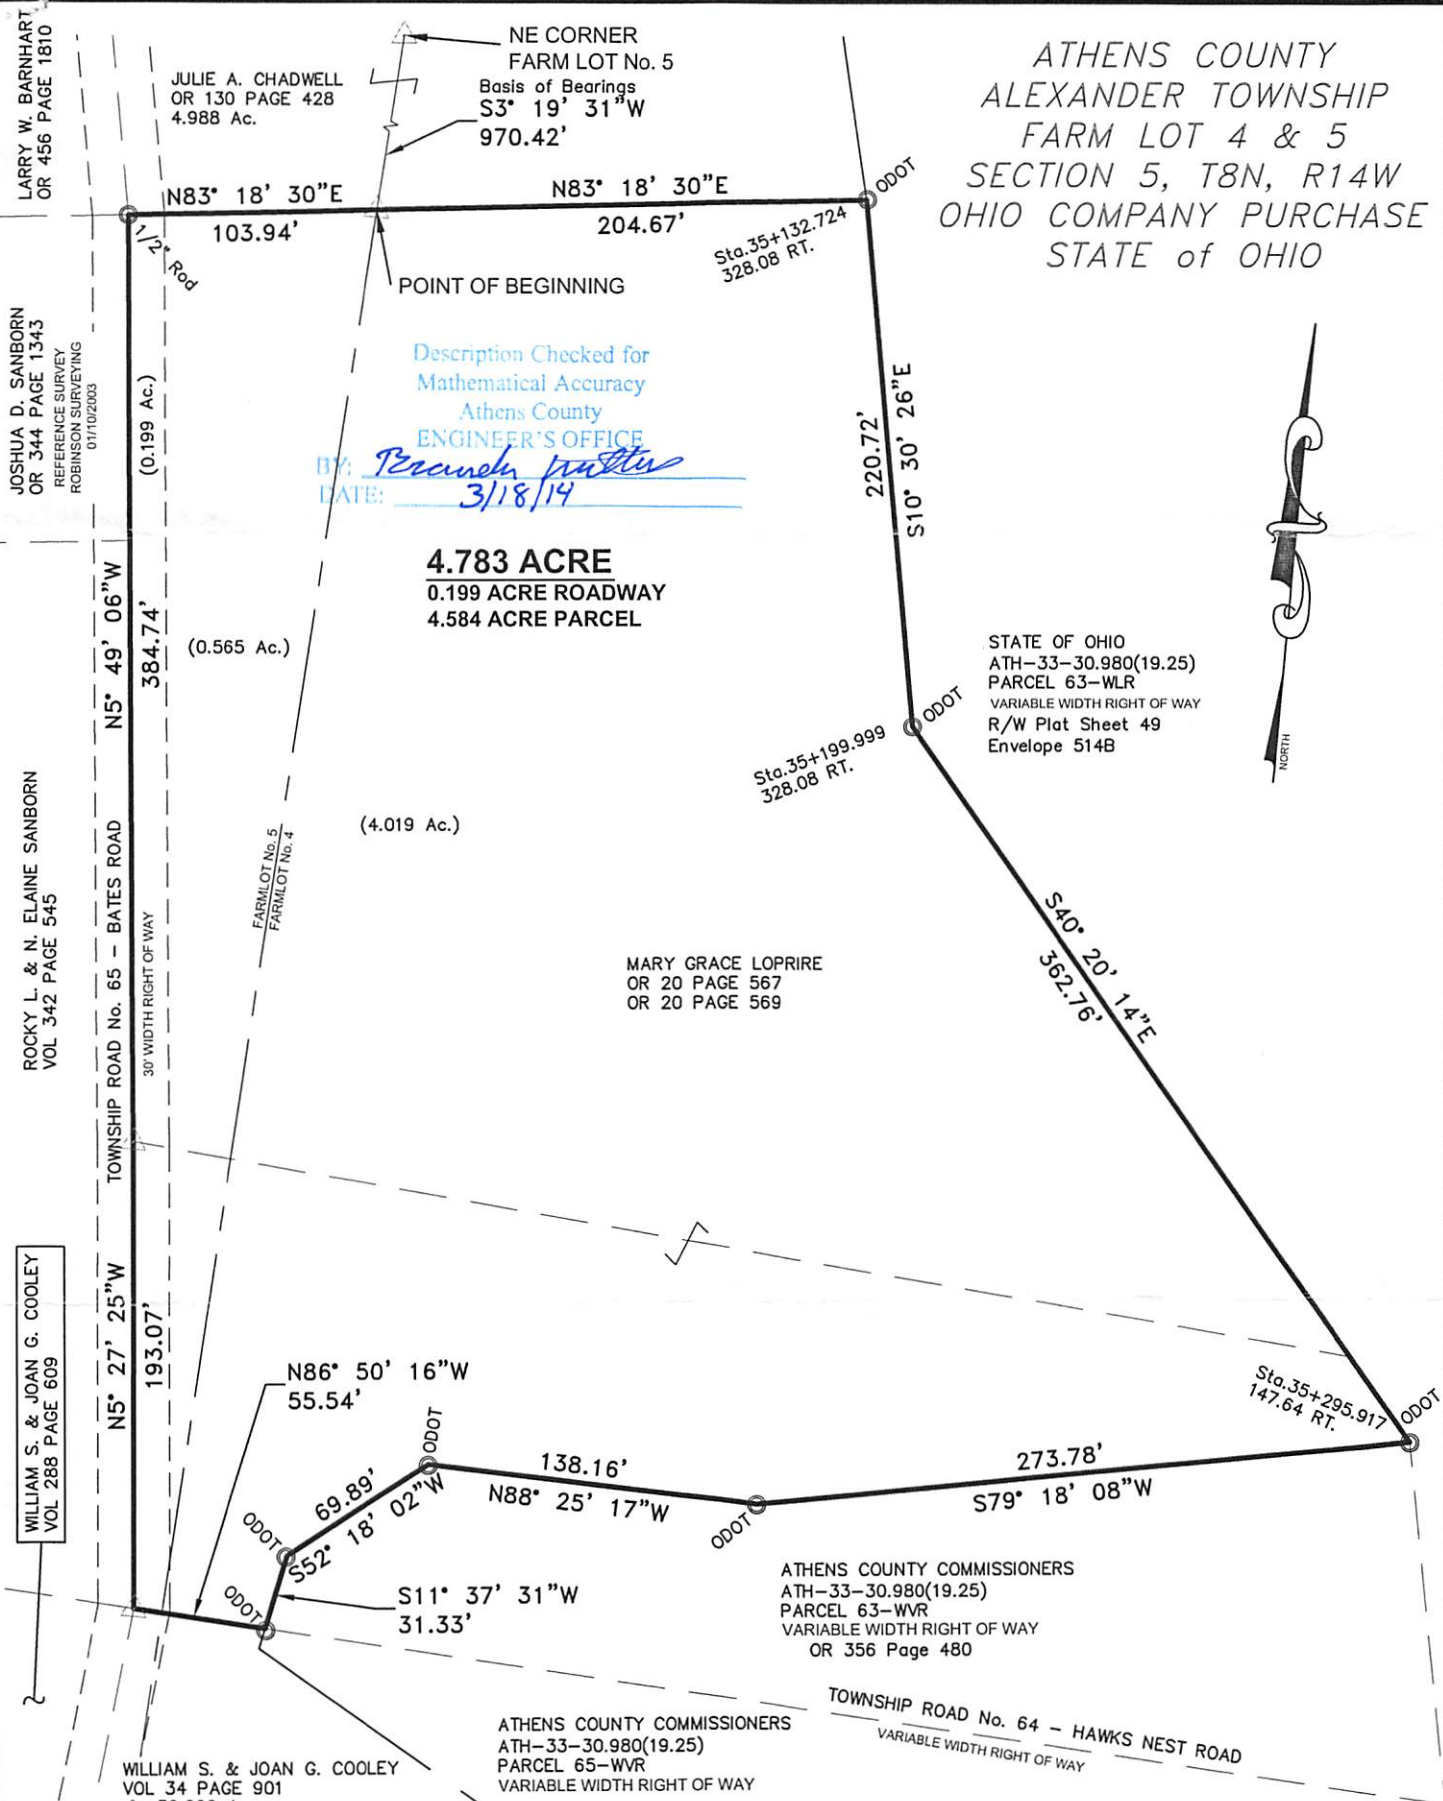 ATHENS COUNTY
ALEXANDER TOWNSHIP
FARM LOT 4 & 5
SECTION 5, T8N, R14W
OHIO COMPANY PURCHASE
STATE of OHIO
LARRY W. BARNHART
OR 456 PAGE 1810
JULIE A. CHADWELL
OR 130 PAGE 428
4.988 Ac.
NE CORNER
FARM LOT No. 5
Basis of Bearings
S3° 19' 31"W
970.42'
N83° 18' 30"E
103.94'
N83° 18' 30"E
204.67'
ODOT
Sta.35+132.724
328.08 RT.
1/2" Rod
POINT OF BEGINNING
JOSHUA D. SANBORN
OR 344 PAGE 1343
REFERENCE SURVEY
ROBINSON SURVEYING
01/10/2003
(0.199 Ac.)
Description Checked for
Mathematical Accuracy
Athens County
ENGINEER'S OFFICE
BY:
DATE: 3/18/14
220.72'
S10° 30' 26"E
4.783 ACRE
0.199 ACRE ROADWAY
4.584 ACRE PARCEL
N5° 49' 06"W
384.74'
(0.565 Ac.)
STATE OF OHIO
ATH-33-30.980(19.25)
PARCEL 63-WLR
VARIABLE WIDTH RIGHT OF WAY
R/W Plat Sheet 49
Envelope 514B
NORTH
ODOT
Sta.35+199.999
328.08 RT.
(4.019 Ac.)
FARMLOT No. 5
FARMLOT No. 4
ROCKY L. & N. ELAINE SANBORN
VOL 342 PAGE 545
TOWNSHIP ROAD No. 65 - BATES ROAD
30' WIDTH RIGHT OF WAY
MARY GRACE LOPRIRE
OR 20 PAGE 567
OR 20 PAGE 569
S40° 20' 14"E
362.76'
WILLIAM S. & JOAN G. COOLEY
VOL 288 PAGE 609
N5° 27' 25"W
193.07'
N86° 50' 16"W
55.54'
Sta.35+295.917
147.64 RT.
ODOT
ODOT
69.89'
S52° 18' 02"W
138.16'
N88° 25' 17"W
273.78'
S79° 18' 08"W
ODOT
ODOT
ODOT
S11° 37' 31"W
31.33'
ATHENS COUNTY COMMISSIONERS
ATH-33-30.980(19.25)
PARCEL 63-WVR
VARIABLE WIDTH RIGHT OF WAY
OR 356 Page 480
TOWNSHIP ROAD No. 64 - HAWKS NEST ROAD
VARIABLE WIDTH RIGHT OF WAY
ATHENS COUNTY COMMISSIONERS
ATH-33-30.980(19.25)
PARCEL 65-WVR
VARIABLE WIDTH RIGHT OF WAY
WILLIAM S. & JOAN G. COOLEY
VOL 34 PAGE 901